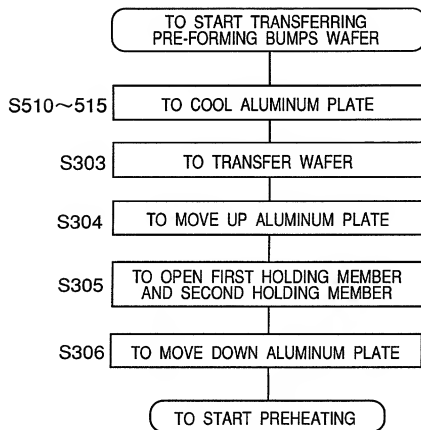 TO START TRANSFERRING
PRE-FORMING BUMPS WAFER
S510~515 TO COOL ALUMINUM PLATE
S303 TO TRANSFER WAFER
S304 TO MOVE UP ALUMINUM PLATE
S305 TO OPEN FIRST HOLDING MEMBER
AND SECOND HOLDING MEMBER
S306 TO MOVE DOWN ALUMINUM PLATE
TO START PREHEATING